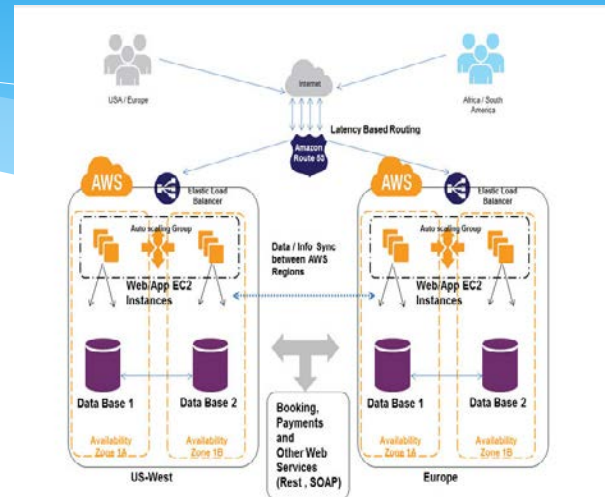 Internet
USA / Europe
Africa / South
America
Latency Based Routing
Amazon
Route 53
AWS
Elastic Load
Balancer
AWS
Elastic Load
Balancer
Auto scaling Group
Web/App EC2
Instances
Data / Info Sync
between AWS
Regions
Auto scaling Group
Web/App EC2
Instances
Data Base 1
Data Base 2
Data Base 1
Data Base 2
Booking,
Payments
and
Other Web
Services
(Rest , SOAP)
Availability
Zone 1A
Availability
Zone 1B
Availability
Zone 1A
Availability
Zone 1B
US-West
Europe